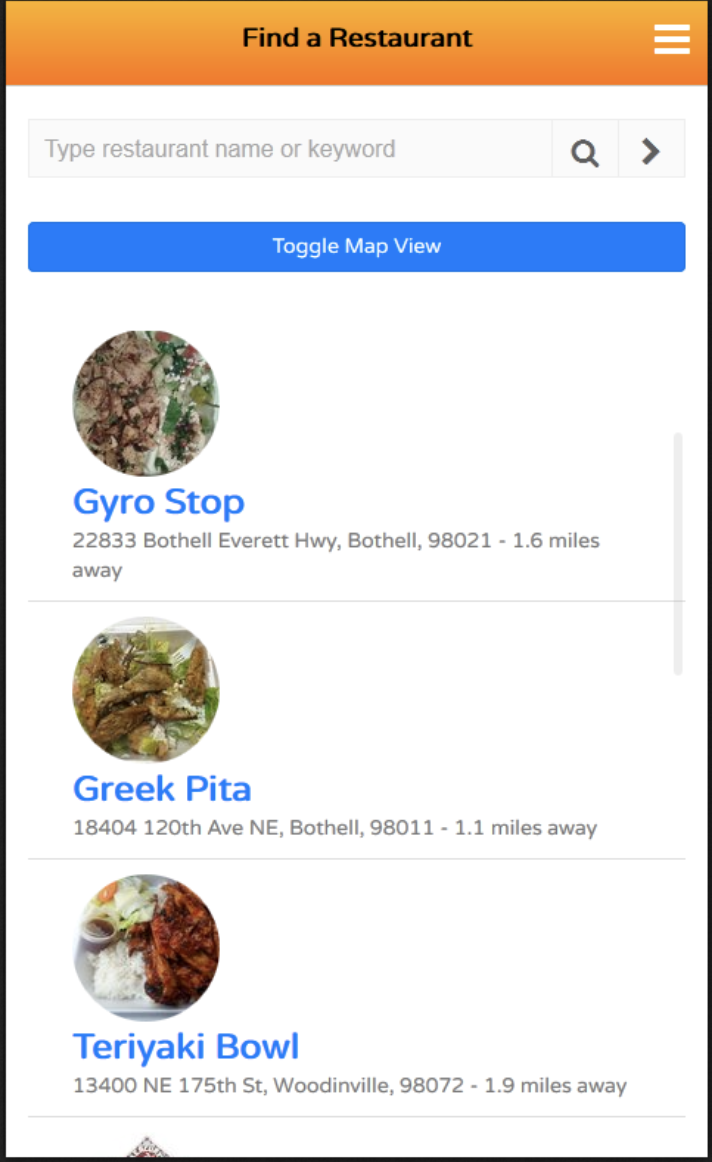 Find a Restaurant
Type restaurant name or keyword
Toggle Map View
Gyro Stop
22833 Bothell Everett Hwy, Bothell, 98021 - 1.6 miles
away
Greek Pita
18404 120th Ave NE, Bothell, 98011 - 1.1 miles away
Teriyaki Bowl
13400 NE 175th St, Woodinville, 98072 - 1.9 miles away